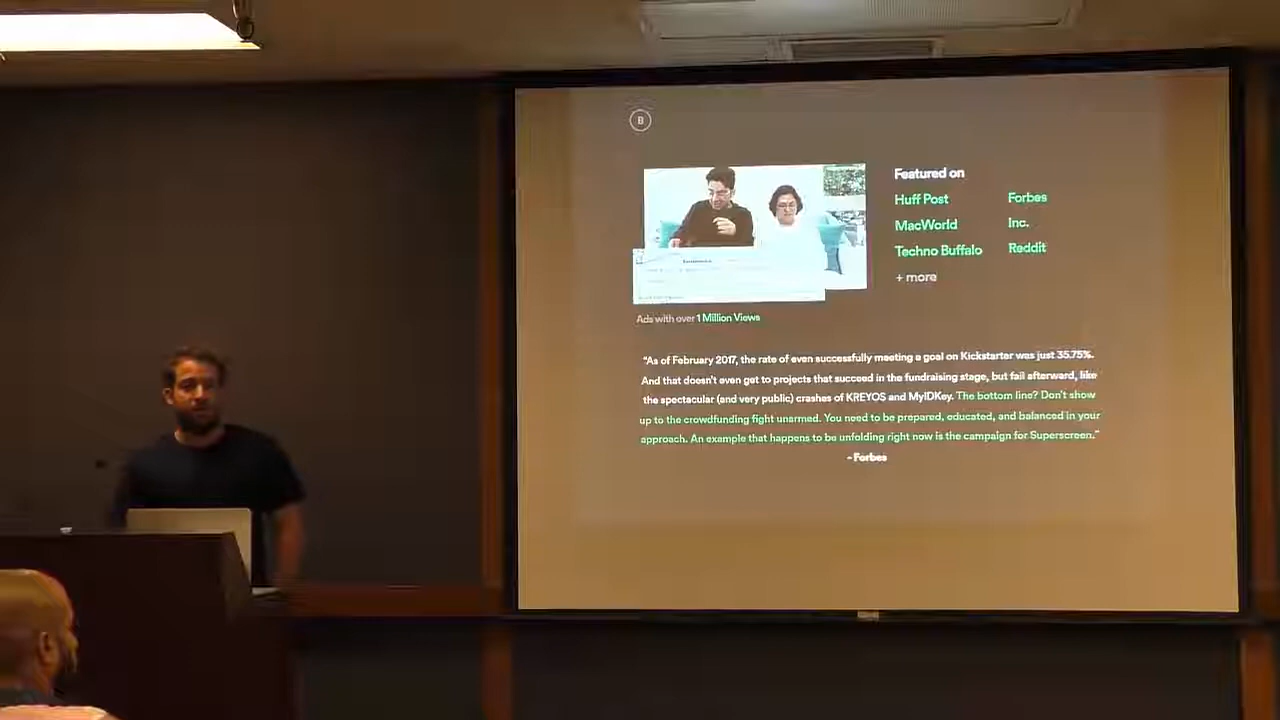 B
Featured on
Huff Post Forbes
MacWorld Inc.
Techno Buffalo Reddit
+ more
Ads with over 1 Million Views
"As of February 2017, the rate of even successfully meeting a goal on Kickstarter was just 35.75%.
And that doesn't even get to projects that succeed in the fundraising stage, but fail afterward, like
the spectacular (and very public) crashes of KREYOS and MyIDKey. The bottom line? Don't show
up to the crowdfunding fight unarmed. You need to be prepared, educated, and balanced in your
approach. An example that happens to be unfolding right now is the campaign for Superscreen."
- Forbes